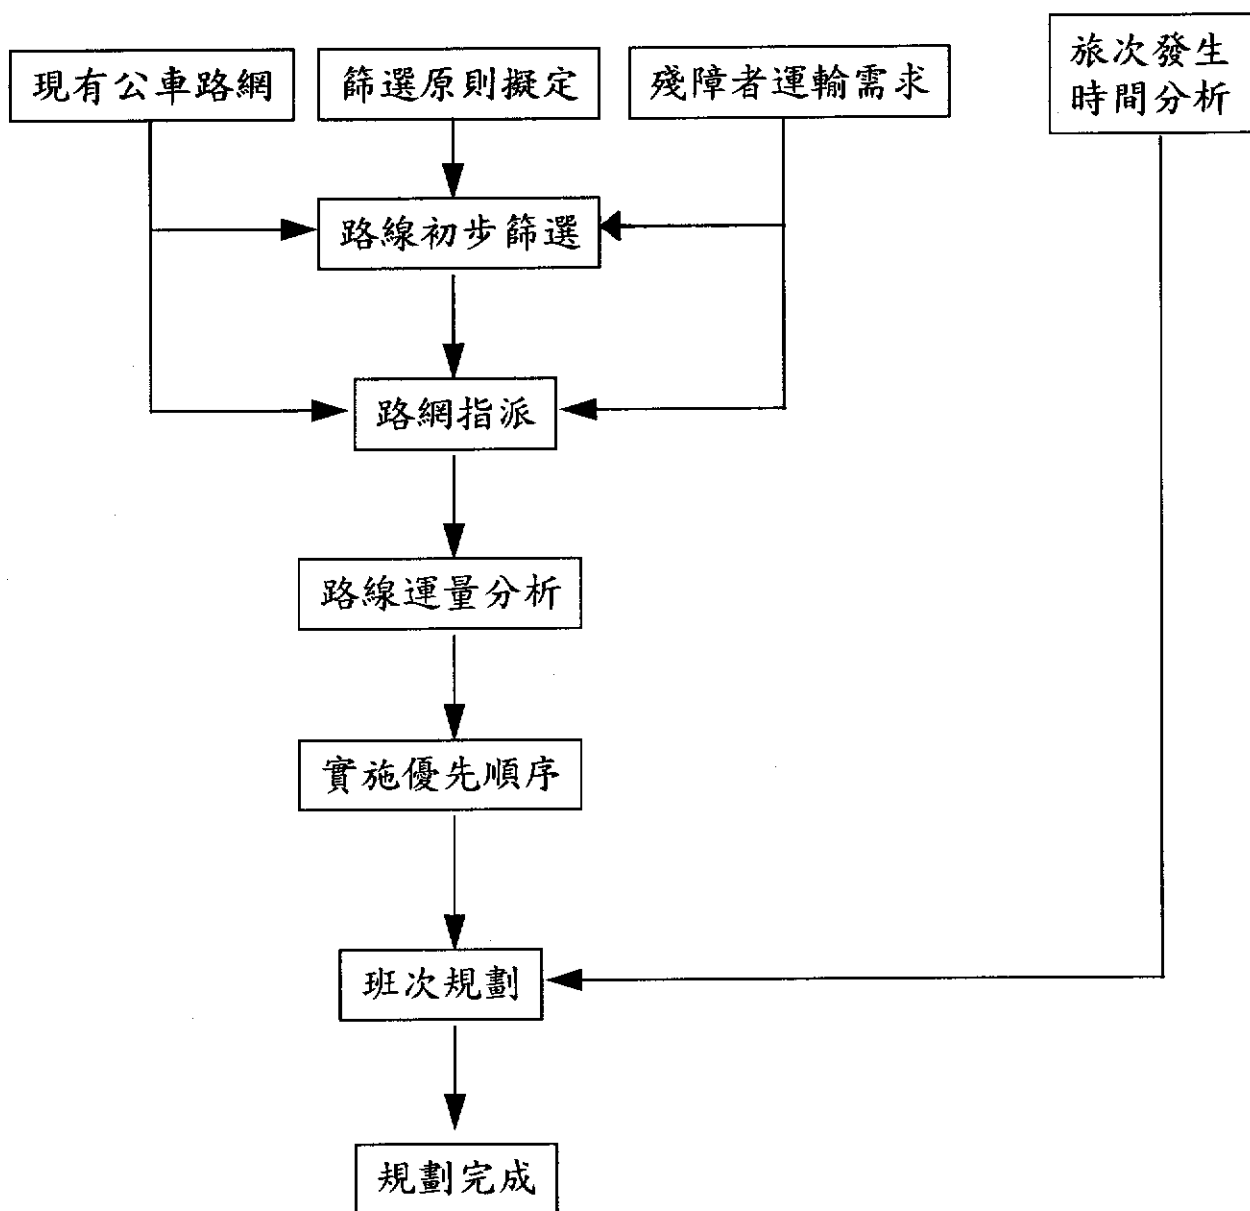 現有公車路網
篩選原則擬定
殘障者運輸需求
旅次發生
時間分析
路線初步篩選
路網指派
路線運量分析
實施優先順序
班次規劃
規劃完成